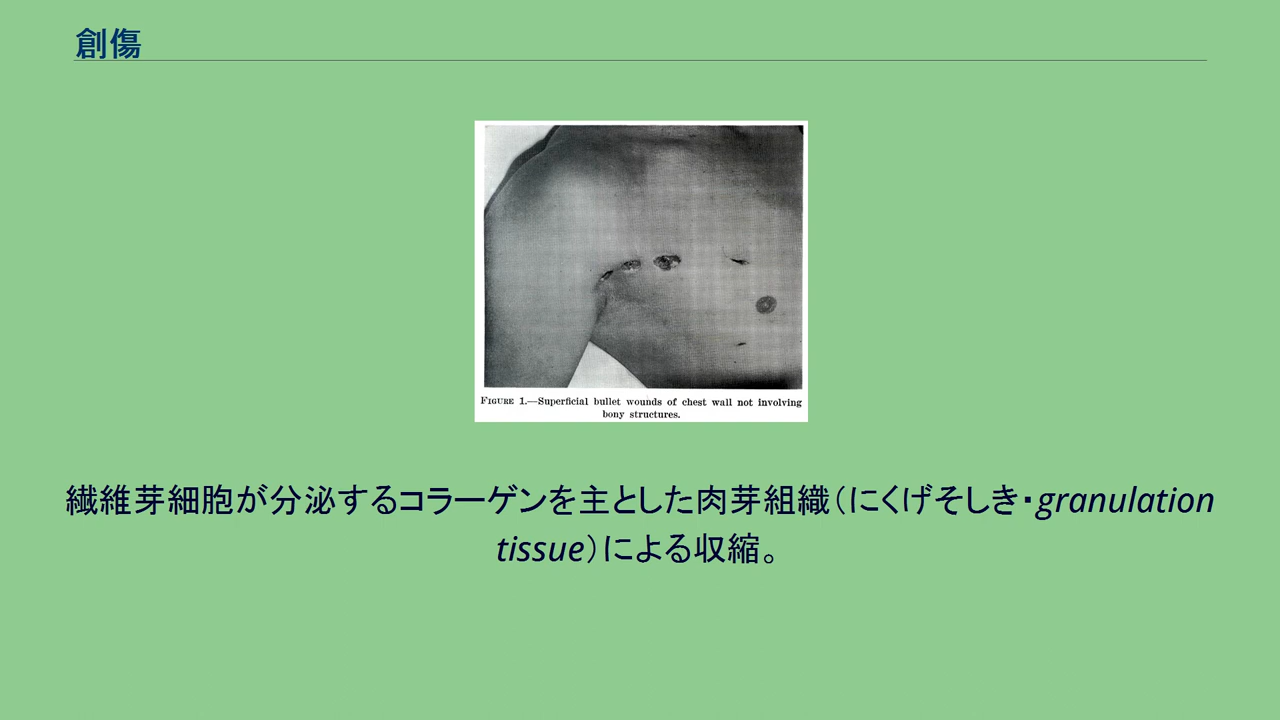 創傷
FIGURE 1.—Superficial bullet wounds of chest wall not involving
bony structures.
繊維芽細胞が分泌するコラーゲンを主とした肉芽組織（にくげそしき・granulation
tissue）による収縮。